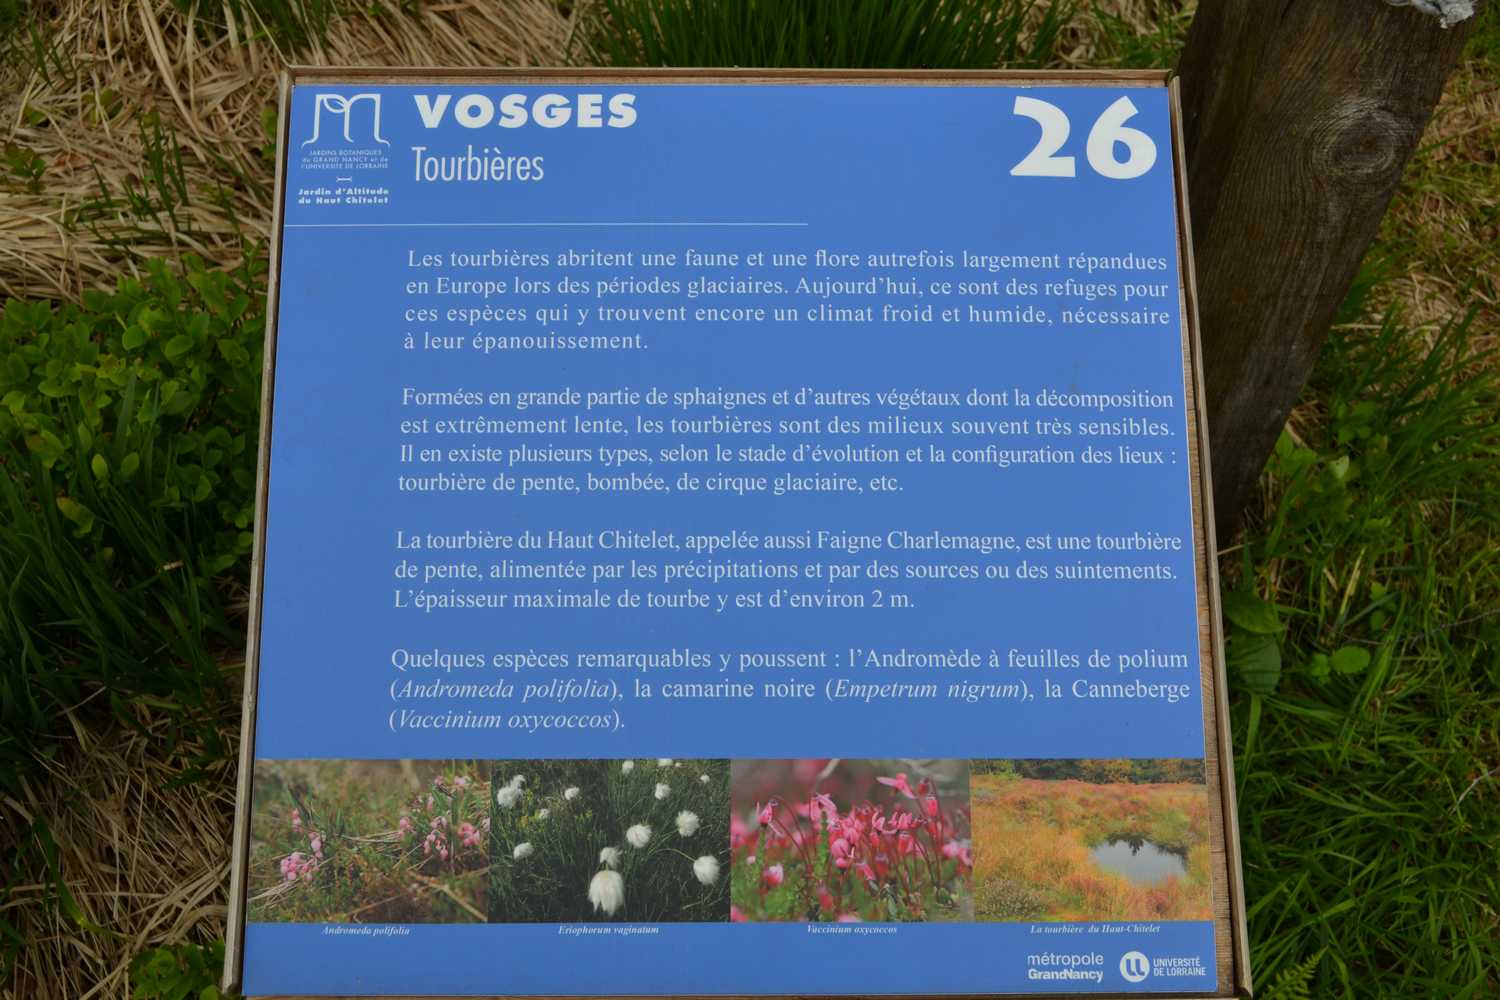 VOSGES
Tourbières
26
JARDINS BOTANIQUES
du GRAND NANCY et de
l'UNIVERSITÉ DE LORRAINE
Jardin d'Altitude
du Haut Chitelet
Les tourbières abritent une faune et une flore autrefois largement répandues
en Europe lors des périodes glaciaires. Aujourd'hui, ce sont des refuges pour
ces espèces qui y trouvent encore un climat froid et humide, nécessaire
à leur épanouissement.
Formées en grande partie de sphaignes et d'autres végétaux dont la décomposition
est extrêmement lente, les tourbières sont des milieux souvent très sensibles.
Il en existe plusieurs types, selon le stade d'évolution et la configuration des lieux :
tourbière de pente, bombée, de cirque glaciaire, etc.
La tourbière du Haut Chitelet, appelée aussi Faigne Charlemagne, est une tourbière
de pente, alimentée par les précipitations et par des sources ou des suintements.
L'épaisseur maximale de tourbe y est d'environ 2 m.
Quelques espèces remarquables y poussent : l'Andromède à feuilles de polium
(Andromeda polifolia), la camarine noire (Empetrum nigrum), la Canneberge
(Vaccinium oxycoccos).
Andromeda polifolia
Eriophorum vaginatum
Vaccinium oxycoccos
La tourbière du Haut-Chitelet
métropole
GrandNancy
UNIVERSITÉ
DE LORRAINE